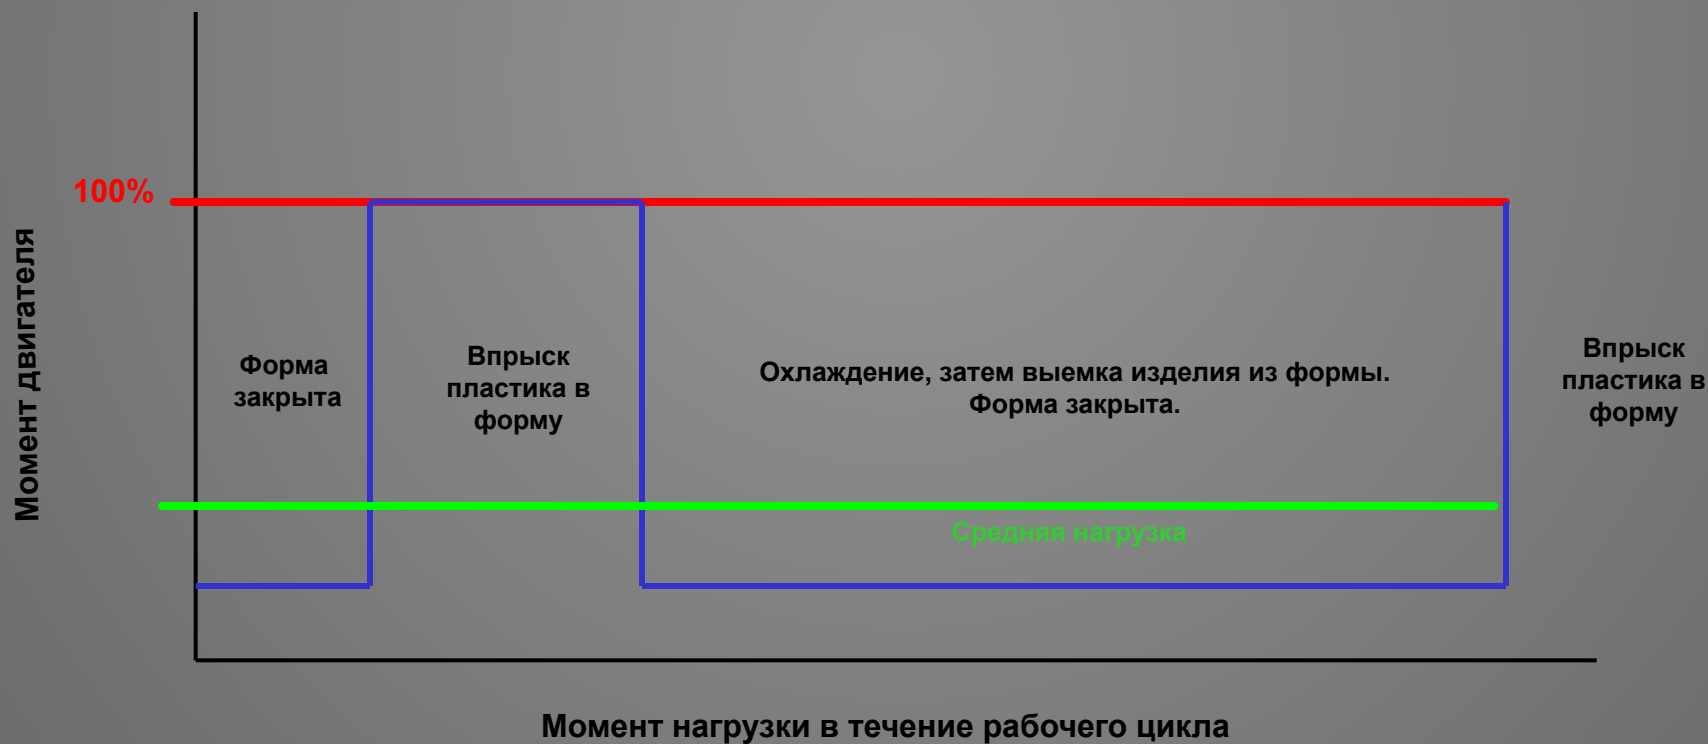 100%
Момент двигателя
Форма
закрыта
Впрыск
пластика в
форму
Охлаждение, затем выемка изделия из формы.
Форма закрыта.
Впрыск
пластика в
форму
Средняя нагрузка
Момент нагрузки в течение рабочего цикла